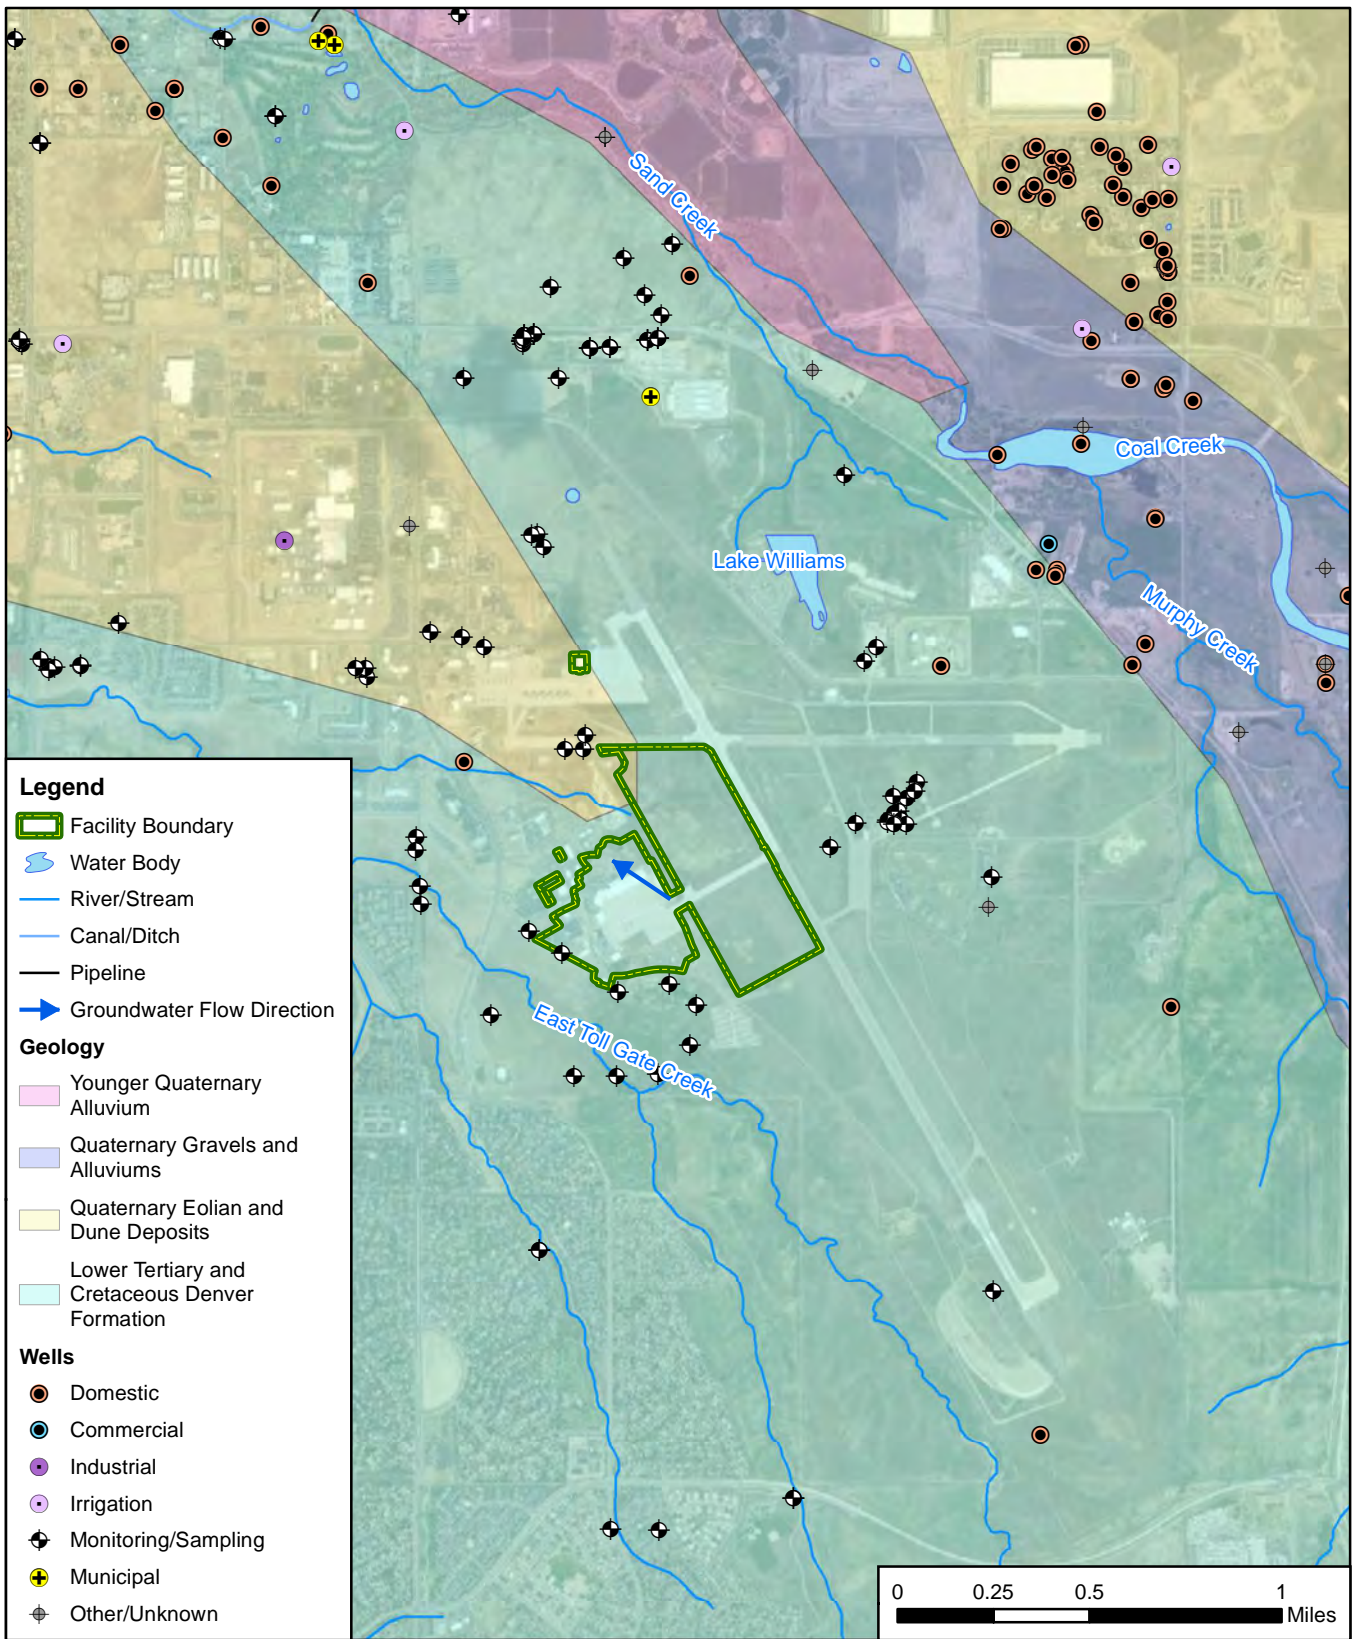 Sand Creek
Coal Creek
Lake Williams
Murphy Creek
East Toll Gate Creek
Legend
Facility Boundary
Water Body
River/Stream
Canal/Ditch
Pipeline
Groundwater Flow Direction
Geology
Younger Quaternary
Alluvium
Quaternary Gravels and
Alluviums
Quaternary Eolian and
Dune Deposits
Lower Tertiary and
Cretaceous Denver
Formation
Wells
Domestic
Commercial
Industrial
Irrigation
Monitoring/Sampling
Municipal
Other/Unknown
0 0.25 0.5 1
Miles